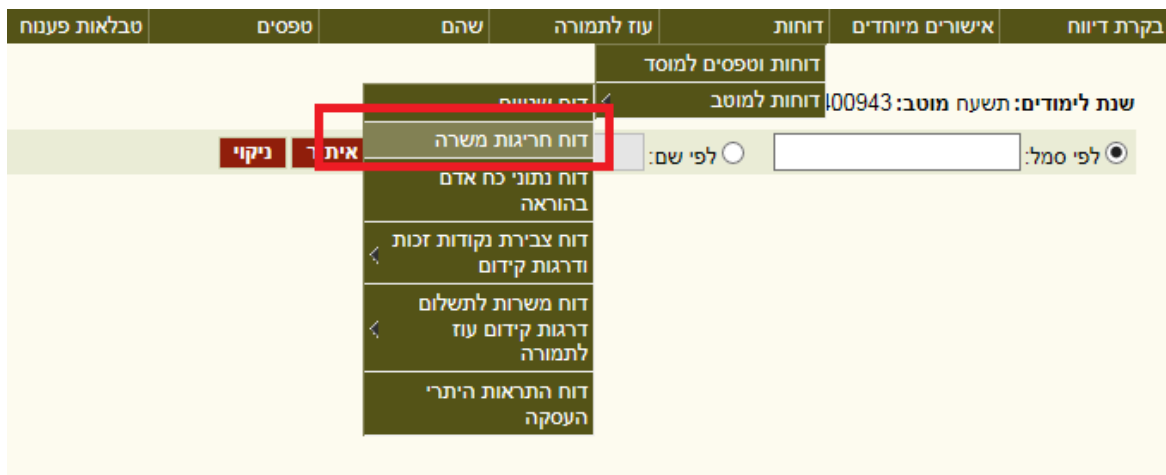 בקרת דיווח
אישורים מיוחדים
דוחות
עוז לתמורה
שהם
טפסים
טבלאות פענוח
דוחות וטפסים למוסד
דוחות למוטב
שנת לימודים: תשעח מוטב: 400943
לפי סמל:
לפי שם:
ניקוי
דוח
דוח חריגות משרה
דוח נתוני כח אדם
בהוראה
דוח צבירת נקודות זכות
ודרגות קידום
דוח משרות לתשלום
דרגות קידום עוז
לתמורה
דוח התראות היתרי
העסקה